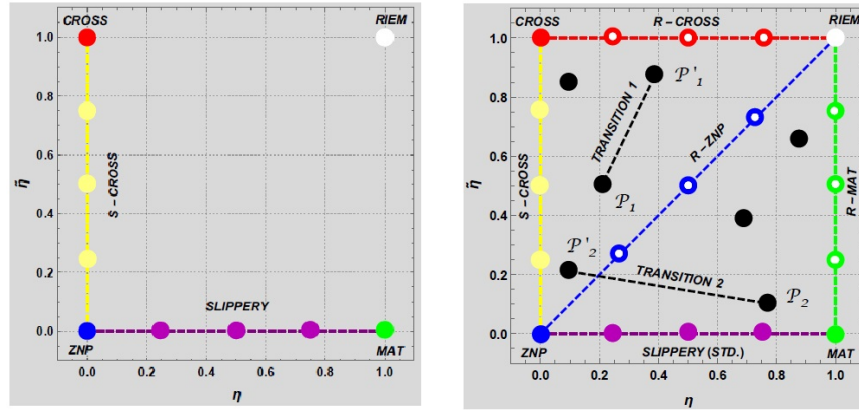 CROSS
RIEM
1.0
0.8
0.6
η̃
S-CROSS
0.4
0.2
SLIPPERY
0.0
ZNP
MAT
0.0 0.2 0.4 0.6 0.8 1.0
η
CROSS
R-CROSS
RIEM
1.0
P'1
0.8
TRANSITION 1
R-ZNP
0.6
η̃
S-CROSS
R-MAT
P1
0.4
P'2
0.2
TRANSITION 2
P2
0.0
ZNP
SLIPPERY (STD.)
MAT
0.0 0.2 0.4 0.6 0.8 1.0
η